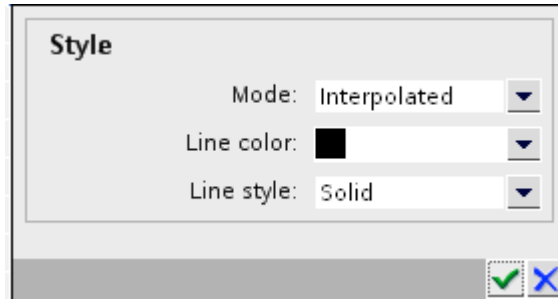 Style
Mode: Interpolated
Line color:
Line style: Solid